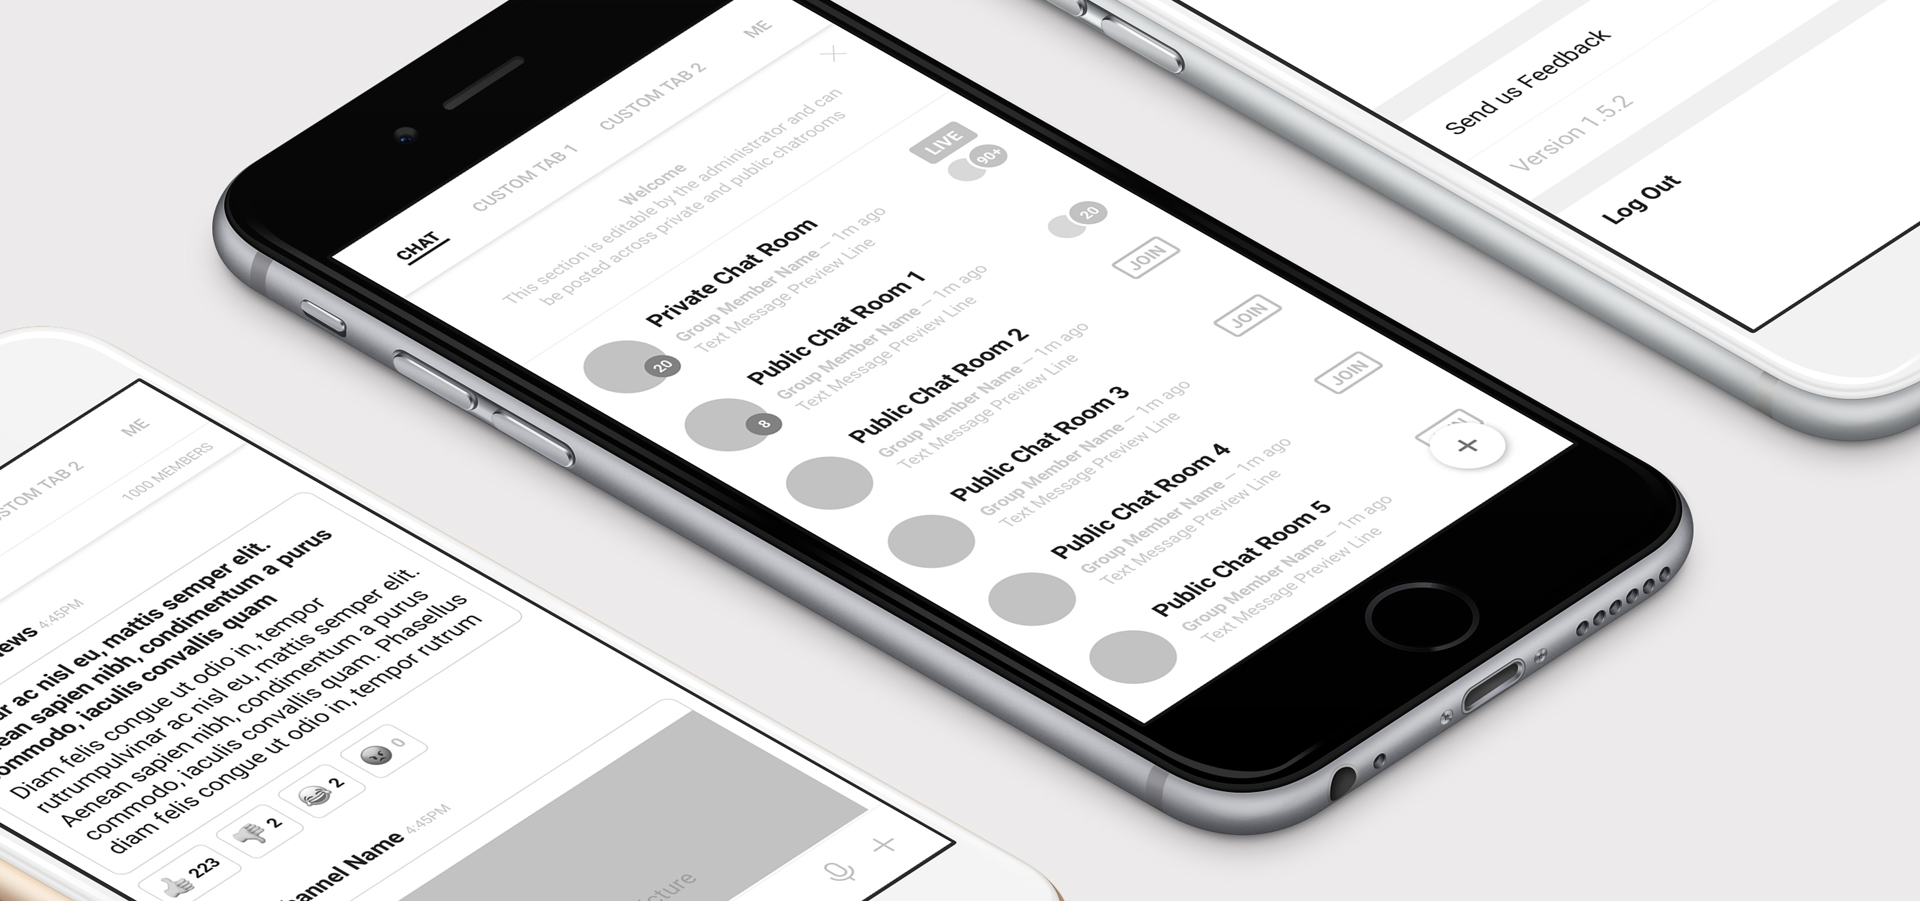 CHAT
CUSTOM TAB 1
CUSTOM TAB 2
ME
Welcome
This section is editable by the administrator and can
be posted across private and public chatrooms
LIVE
90+
Private Chat Room
Group Member Name – 1m ago
Text Message Preview Line
20
20
Public Chat Room 1
Group Member Name – 1m ago
Text Message Preview Line
8
JOIN
Public Chat Room 2
Group Member Name – 1m ago
Text Message Preview Line
JOIN
Public Chat Room 3
Group Member Name – 1m ago
Text Message Preview Line
JOIN
Public Chat Room 4
Group Member Name – 1m ago
Text Message Preview Line
Public Chat Room 5
Group Member Name – 1m ago
Text Message Preview Line
+
Send us Feedback
Version 1.5.2
Log Out
STOM TAB 2
ME
1000 MEMBERS
ews 4:45PM
ar ac nisl eu, mattis semper elit.
ean sapien nibh, condimentum a purus
ommodo, iaculis convallis quam
Diam felis congue ut odio in, tempor
rutrumpulvinar ac nisl eu, mattis semper elit.
Aenean sapien nibh, condimentum a purus
commodo, iaculis convallis quam. Phasellus
diam felis congue ut odio in, tempor rutrum
223
2
2
0
annel Name 4:45PM
cture